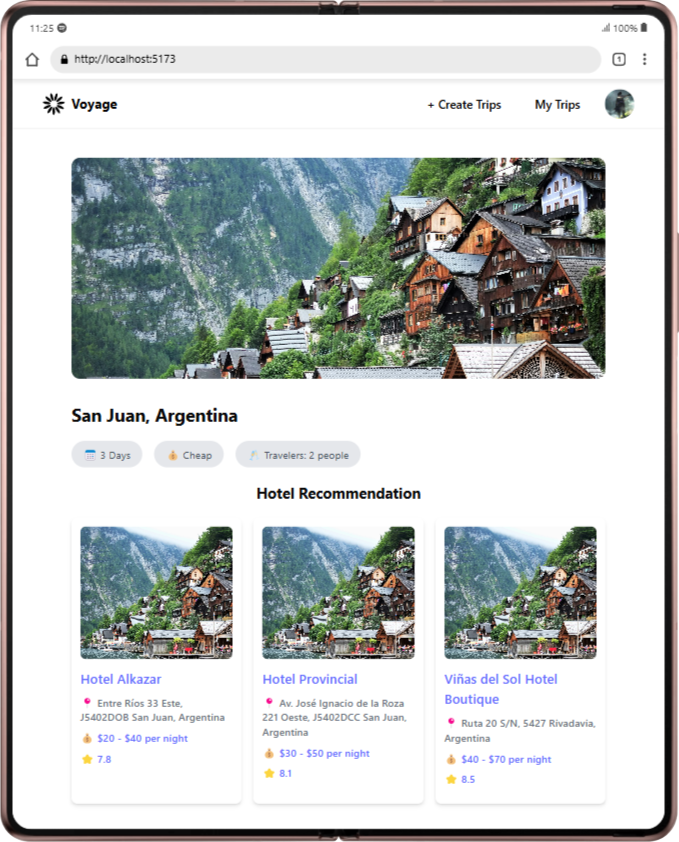 11:25
100%
http://localhost:5173
1
Voyage
+ Create Trips
My Trips
San Juan, Argentina
3 Days
Cheap
Travelers: 2 people
Hotel Recommendation
Hotel Alkazar
Entre Ríos 33 Este,
J5402DOB San Juan, Argentina
$20 - $40 per night
7.8
Hotel Provincial
Av. José Ignacio de la Roza
221 Oeste, J5402DCC San Juan,
Argentina
$30 - $50 per night
8.1
Viñas del Sol Hotel
Boutique
Ruta 20 S/N, 5427 Rivadavia,
Argentina
$40 - $70 per night
8.5